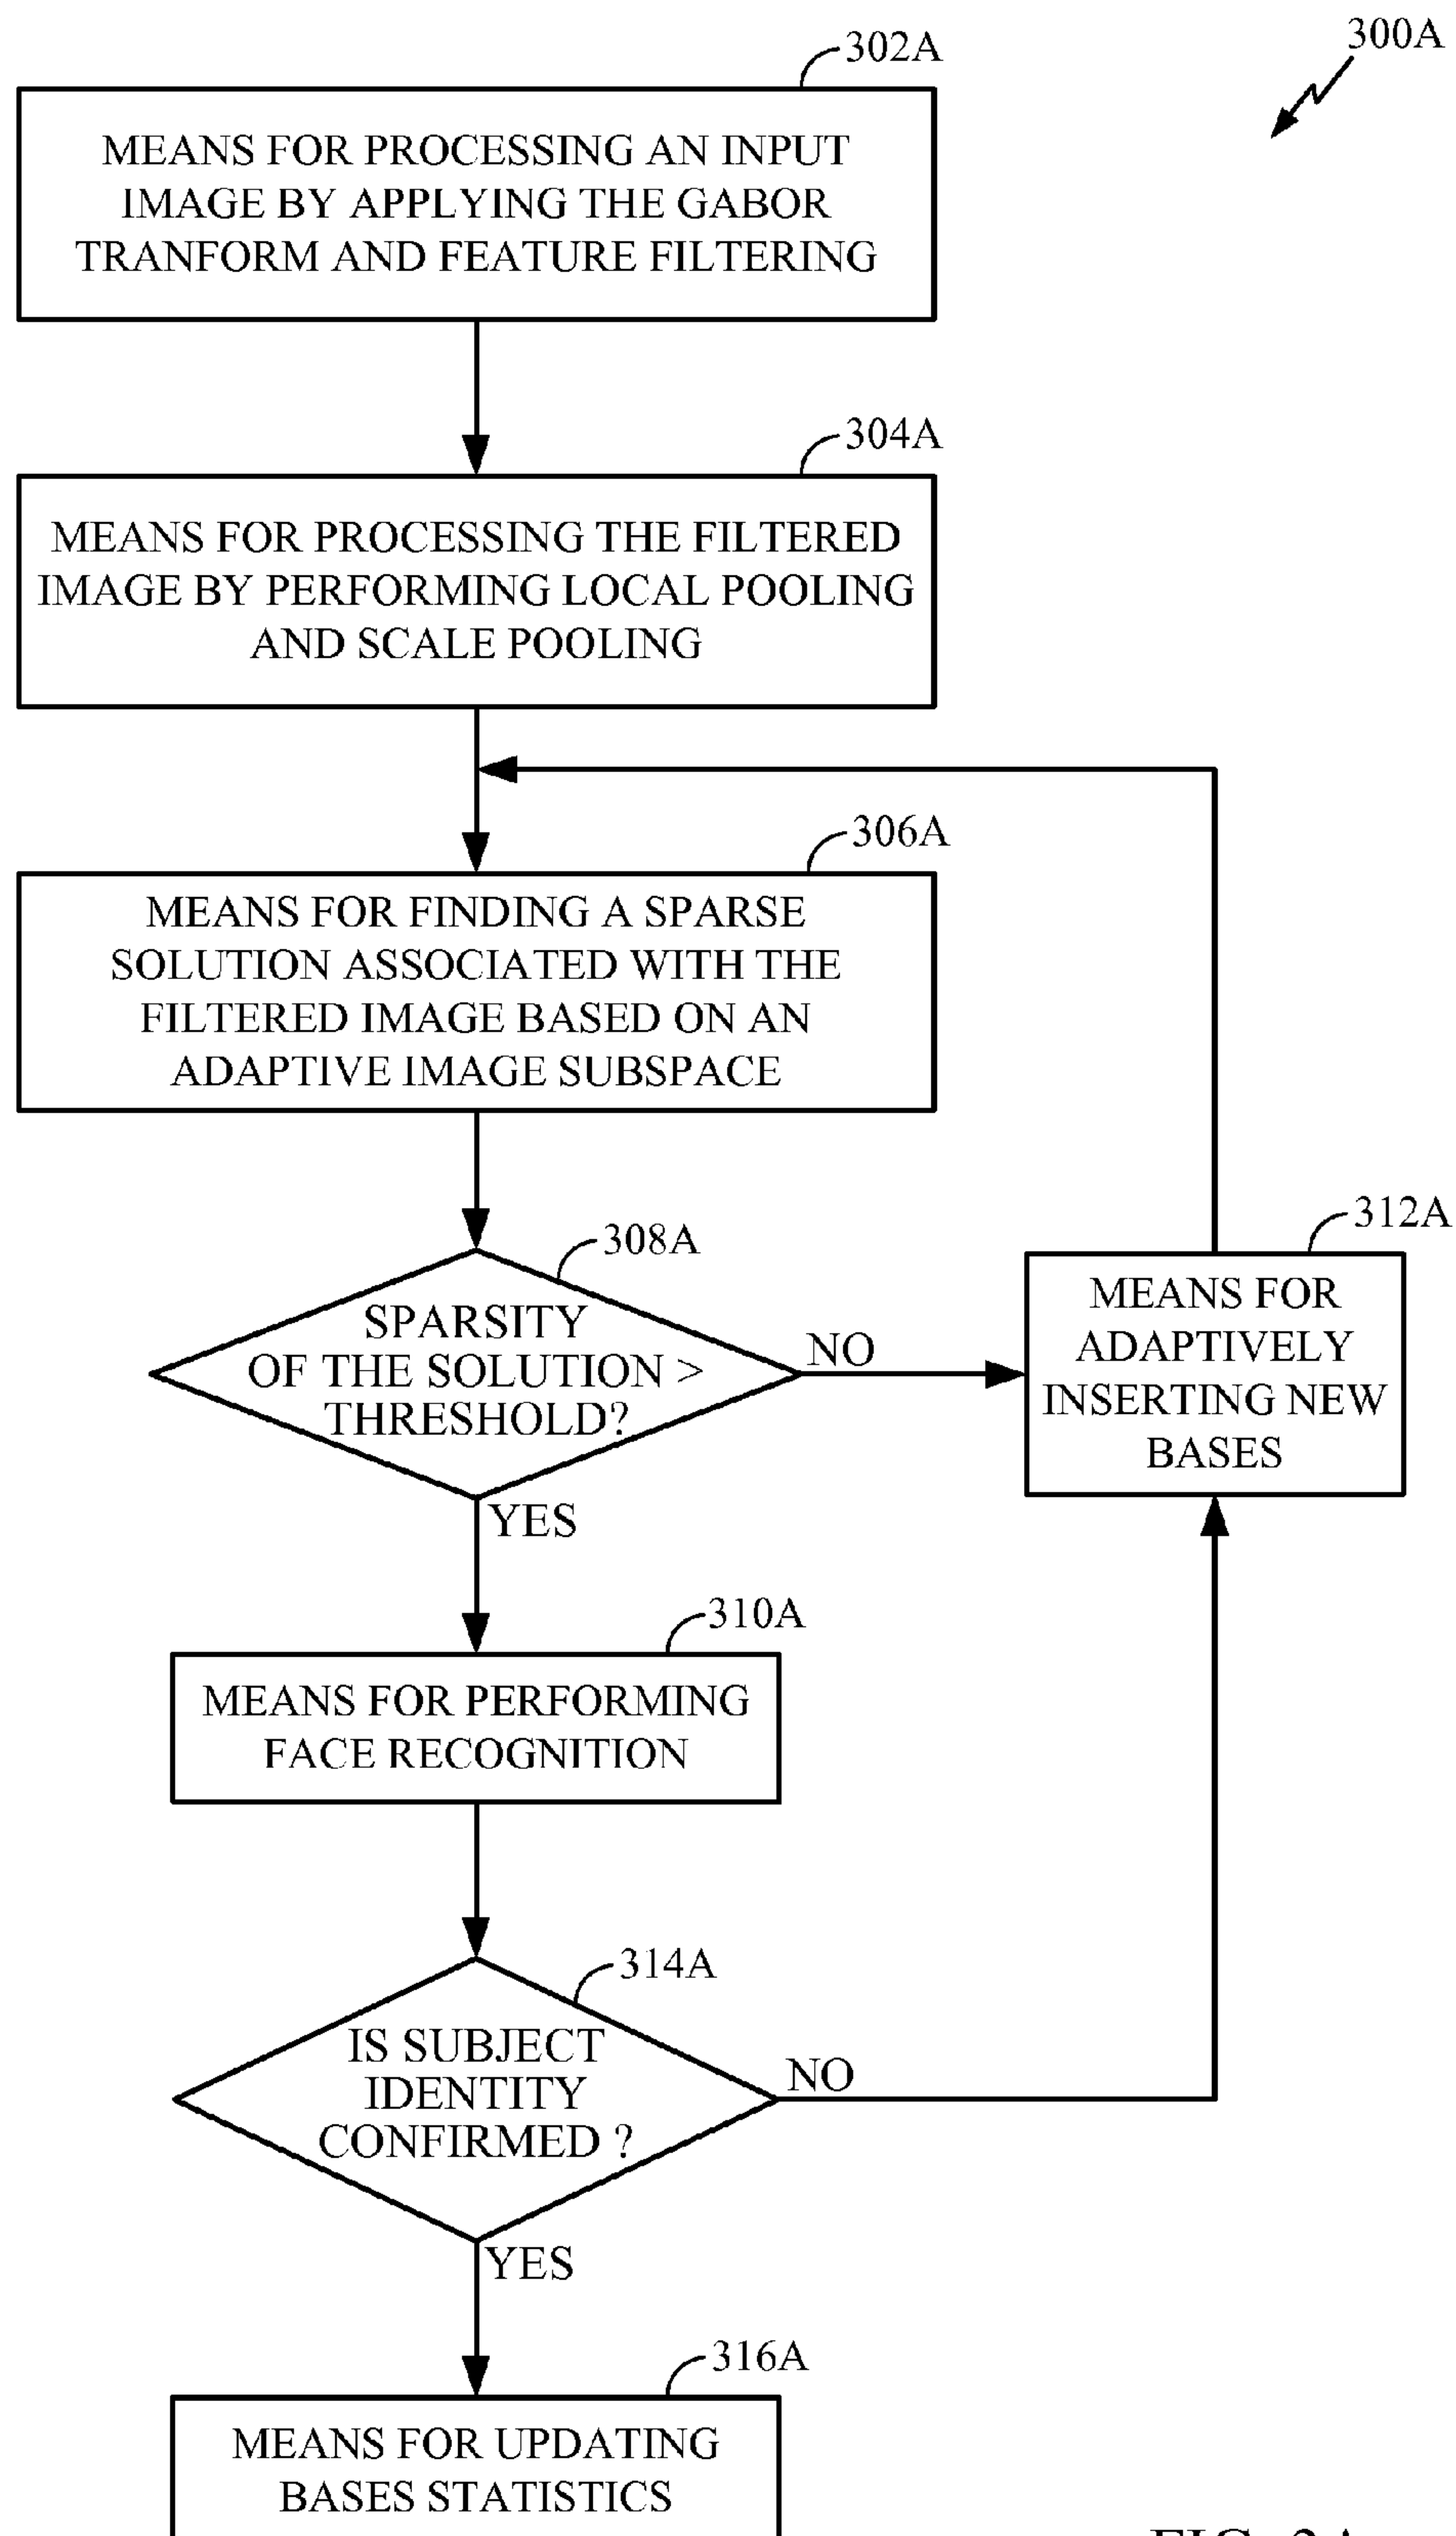 300A
302A
MEANS FOR PROCESSING AN INPUT
IMAGE BY APPLYING THE GABOR
TRANFORM AND FEATURE FILTERING
304A
MEANS FOR PROCESSING THE FILTERED
IMAGE BY PERFORMING LOCAL POOLING
AND SCALE POOLING
306A
MEANS FOR FINDING A SPARSE
SOLUTION ASSOCIATED WITH THE
FILTERED IMAGE BASED ON AN
ADAPTIVE IMAGE SUBSPACE
308A
SPARSITY
OF THE SOLUTION >
THRESHOLD?
NO
YES
312A
MEANS FOR
ADAPTIVELY
INSERTING NEW
BASES
310A
MEANS FOR PERFORMING
FACE RECOGNITION
314A
IS SUBJECT
IDENTITY
CONFIRMED ?
NO
YES
316A
MEANS FOR UPDATING
BASES STATISTICS